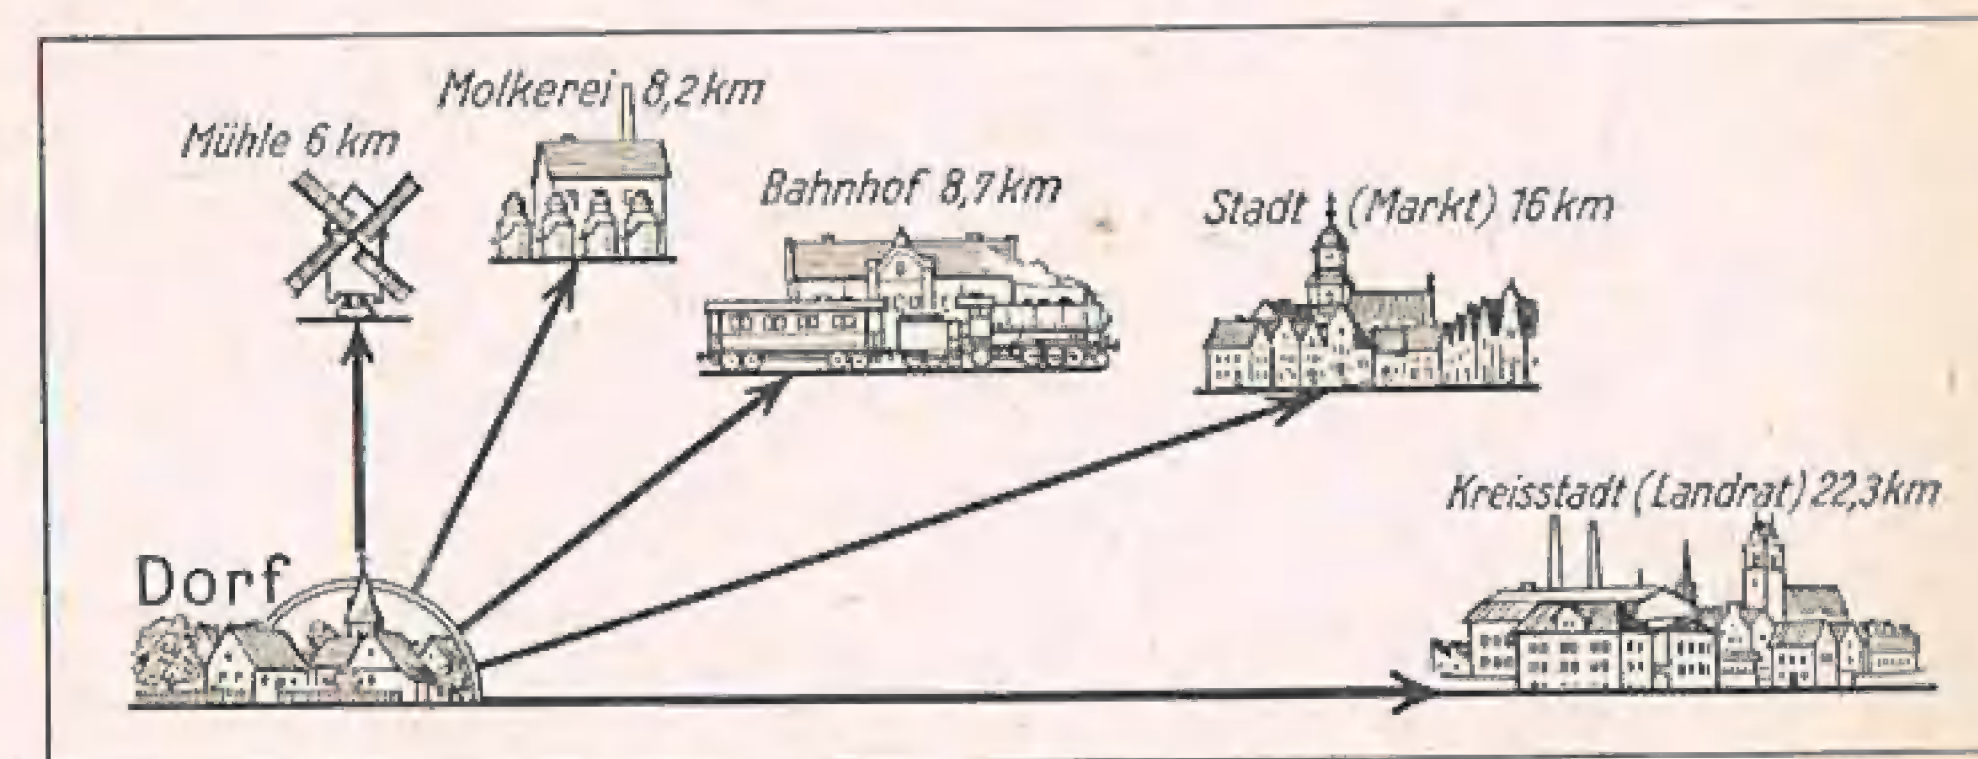 Molkerei 8,2 km
Mühle 6 km
Bahnhof 8,7 km
Stadt (Markt) 16 km
Kreisstadt (Landrat) 22,3 km
Dorf